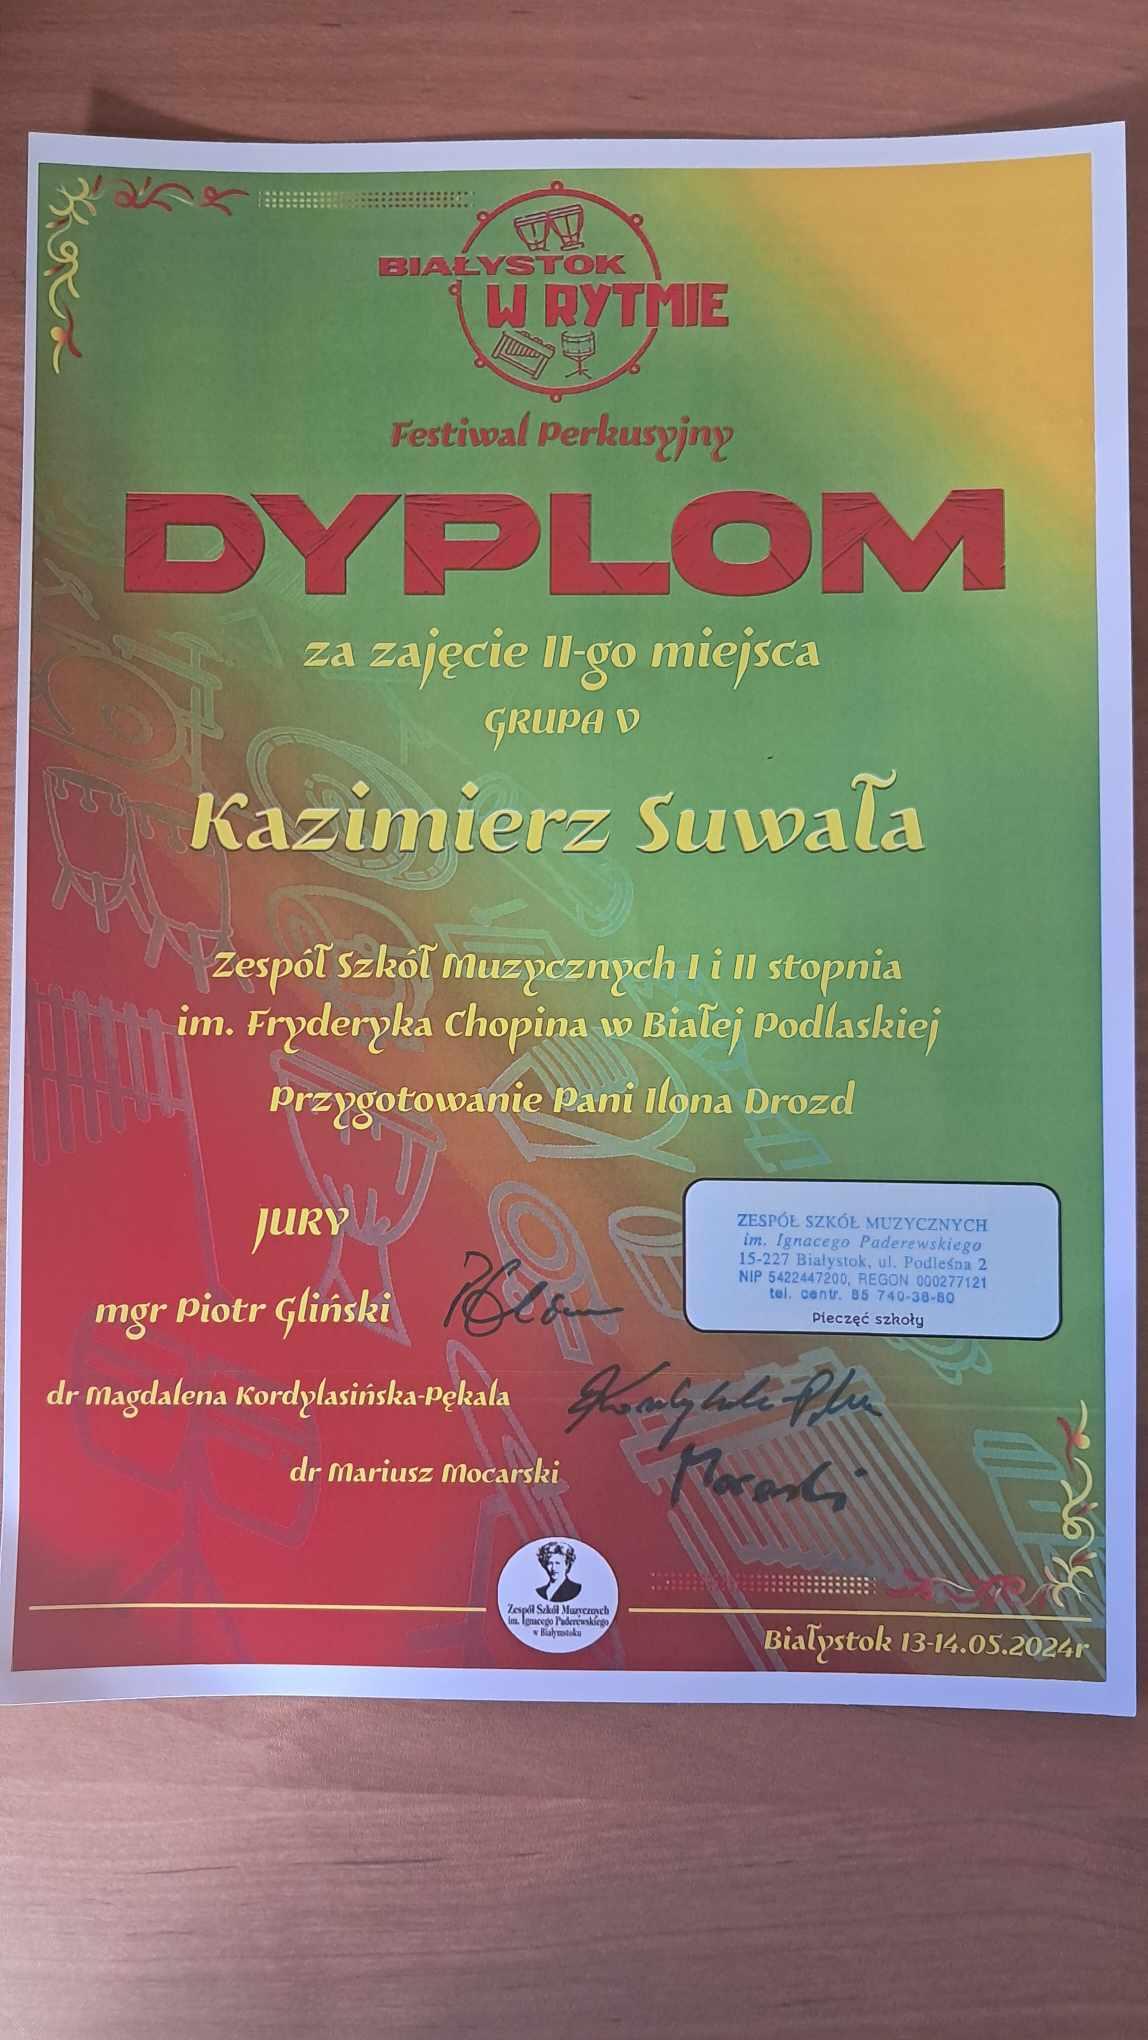 BIAŁYSTOK
W RYTMIE
Festiwal Perkusyjny
DYPLOM
za zajęcie II-go miejsca
GRUPA V
Kazimierz Suwała
Zespół Szkół Muzycznych I i II stopnia
im. Fryderyka Chopina w Białej Podlaskiej
Przygotowanie Pani Ilona Drozd
JURY
ZESPÓŁ SZKÓŁ MUZYCZNYCH
im. Ignacego Paderewskiego
15-227 Białystok, ul. Podleśna 2
NIP 5422447200, REGON 000277121
tel. centr. 85 740-36-80
Pieczęć szkoły
mgr Piotr Gliński
dr Magdalena Kordylasińska-Pękala
dr Mariusz Mocarski
Zespół Szkół Muzycznych
im. Ignacego Paderewskiego
w Białymstoku
Białystok 13-14.05.2024r